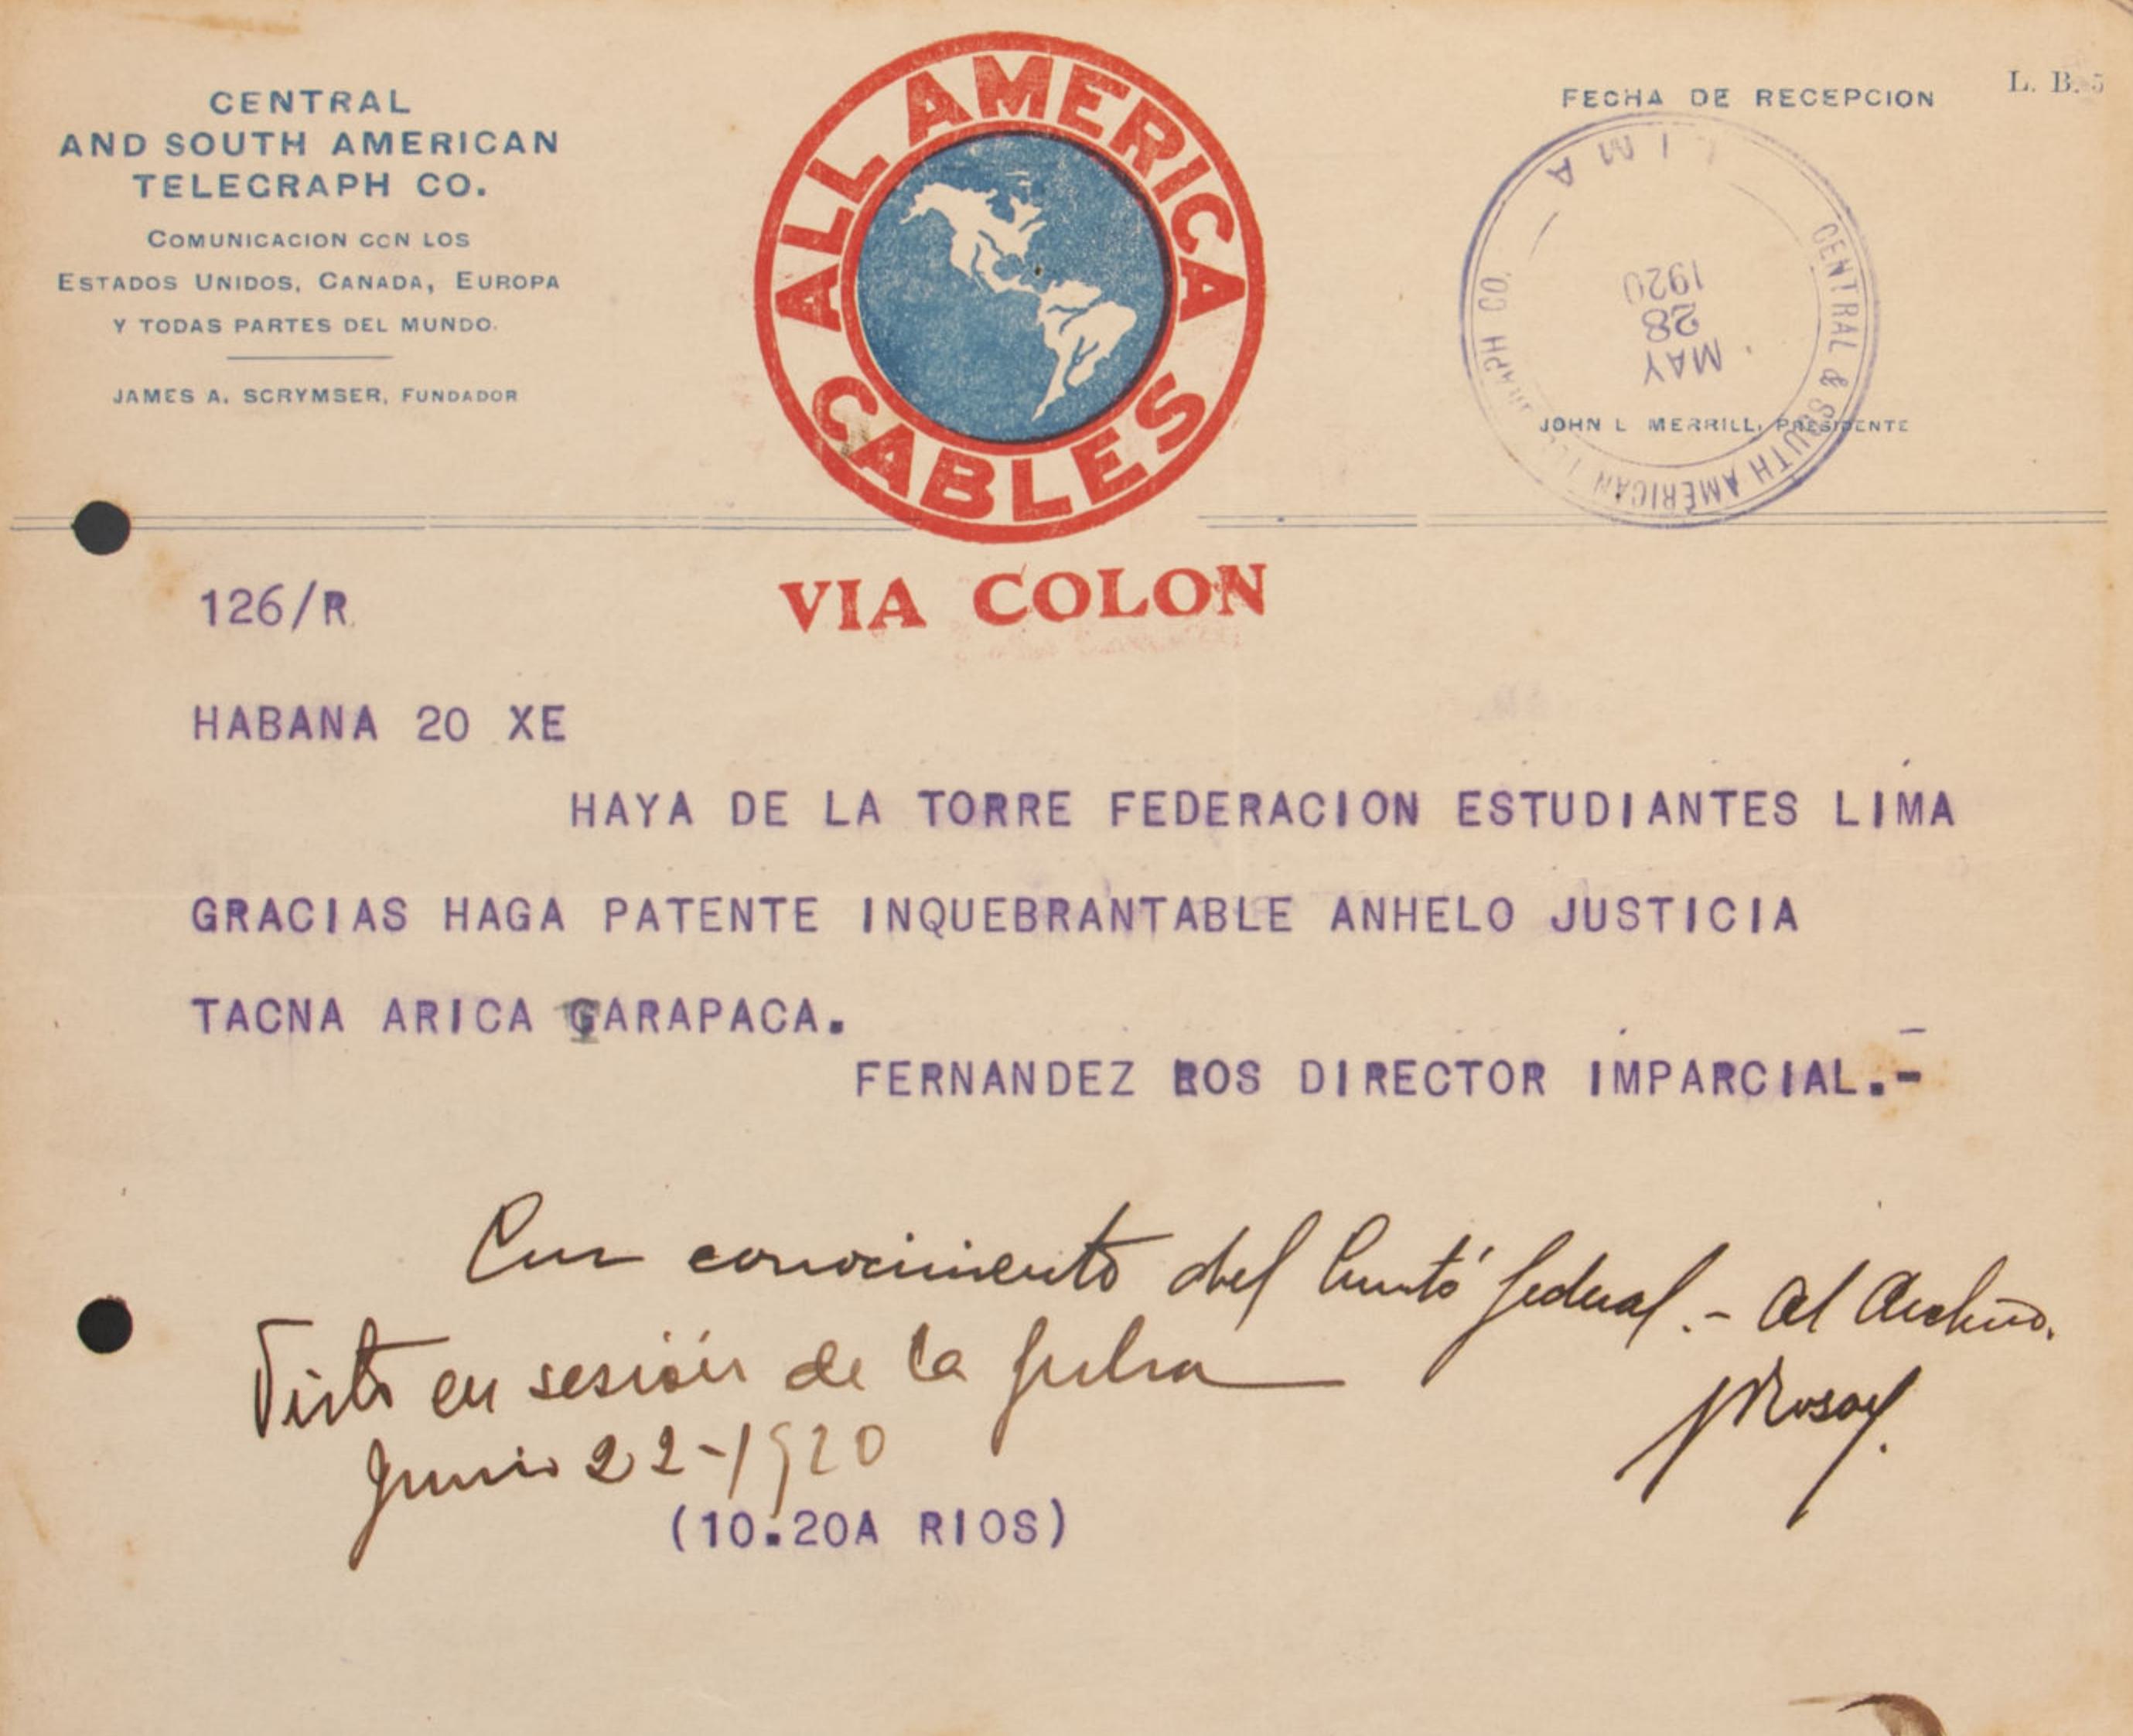 CENTRAL
AND SOUTH AMERICAN
TELEGRAPH CO.
COMUNICACION CON LOS
ESTADOS UNIDOS, CANADA, EUROPA
Y TODAS PARTES DEL MUNDO.
JAMES A. SCRYMSER, FUNDADOR
ALL AMERICA
CABLES
VIA COLON
FECHA DE RECEPCION
L. B. 5
LIMA
CENTRAL & SOUTH AMERICAN
CO.
MAY
28
1920
JOHN L MERRILL, PRESIDENTE
126/R
HABANA 20 XE
HAYA DE LA TORRE FEDERACION ESTUDIANTES LIMA
GRACIAS HAGA PATENTE INQUEBRANTABLE ANHELO JUSTICIA
TACNA ARICA TARAPACA.
FERNANDEZ ROS DIRECTOR IMPARCIAL.-
Con conocimiento del Comité federal.- Al Archivo.
Visto en sesión de la fecha
Junio 22-1920
(10.20A RIOS)